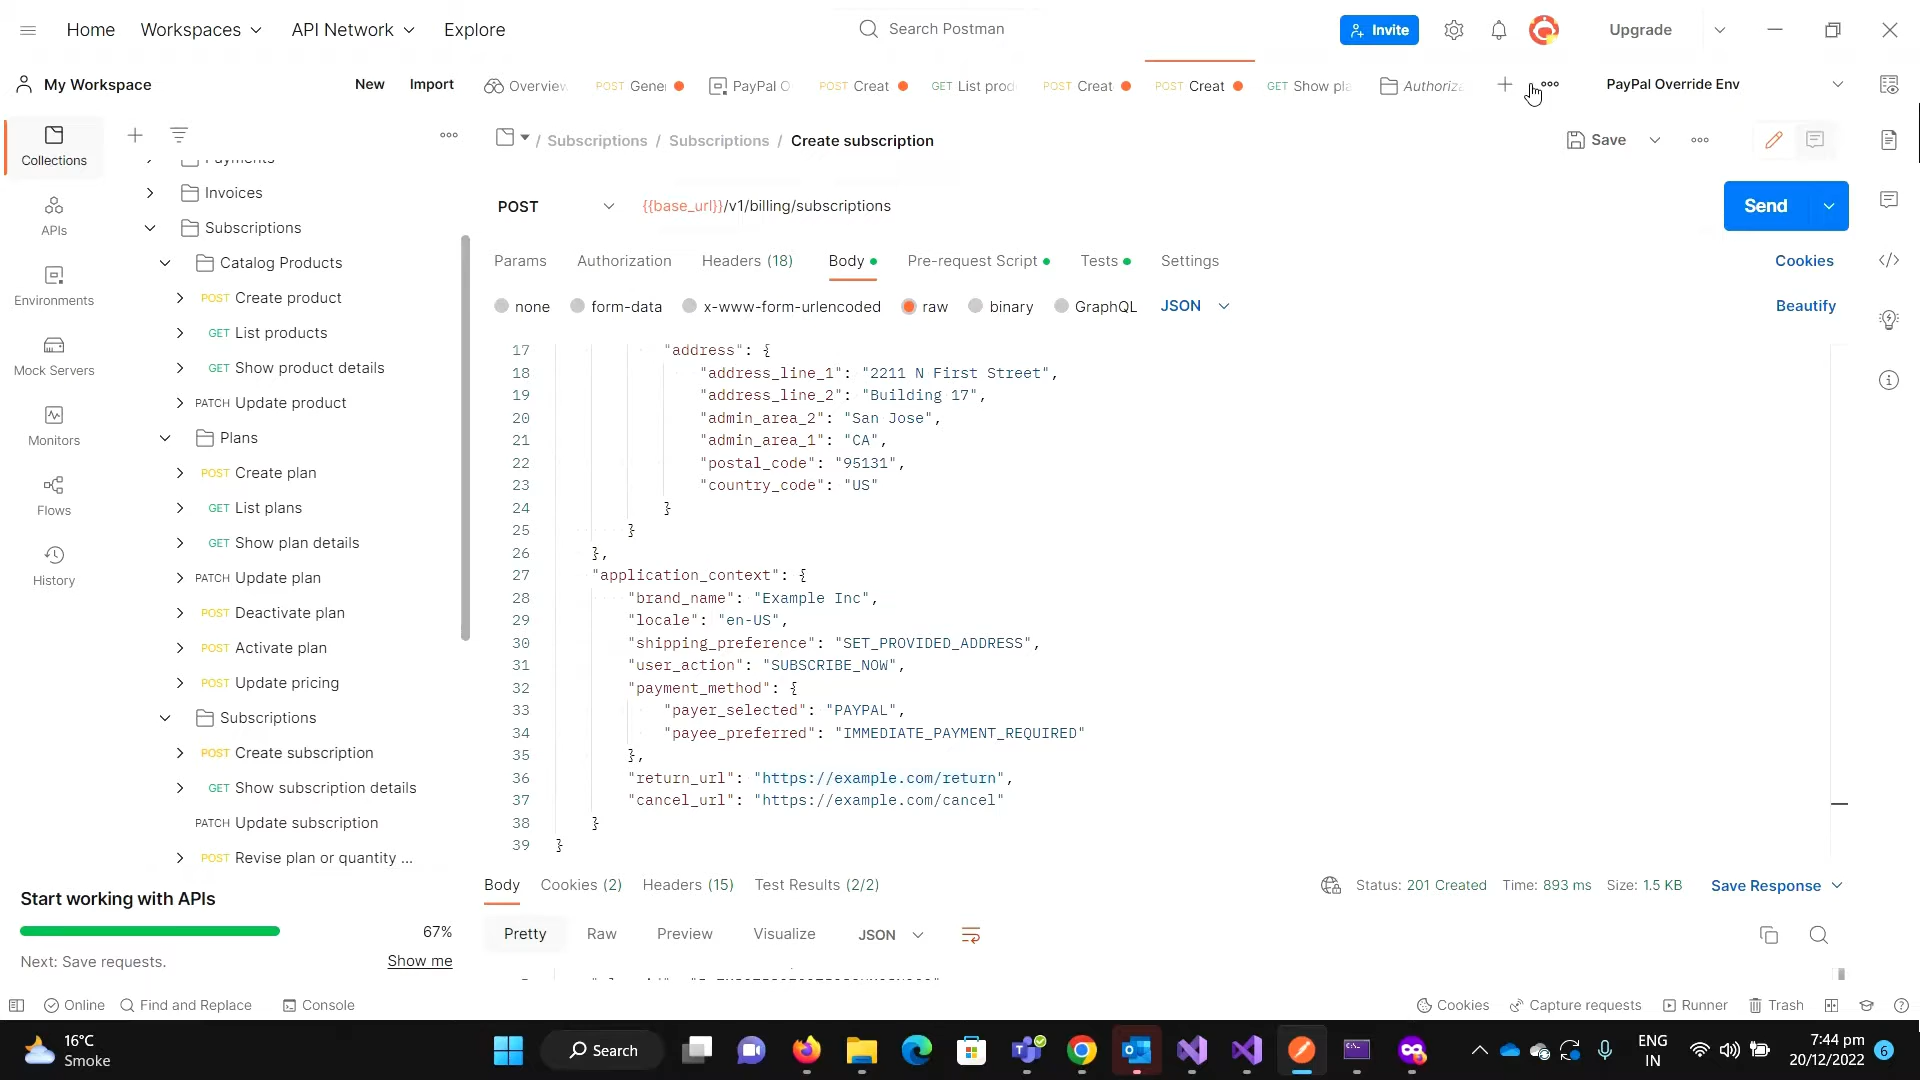 Home
Workspaces
API Network
Explore
Search Postman
Invite
Upgrade
My Workspace
New
Import
Overview
POST Gener
PayPal O
POST Creat
GET List prod
POST Creat
POST Creat
GET Show pla
Authoriza
PayPal Override Env
Collections
APIs
Environments
Mock Servers
Monitors
Flows
History
Payments
Invoices
Subscriptions
Catalog Products
POST Create product
GET List products
GET Show product details
PATCH Update product
Plans
POST Create plan
GET List plans
GET Show plan details
PATCH Update plan
POST Deactivate plan
POST Activate plan
POST Update pricing
Subscriptions
POST Create subscription
GET Show subscription details
PATCH Update subscription
POST Revise plan or quantity ...
Start working with APIs
67%
Next: Save requests.
Show me
/ Subscriptions / Subscriptions / Create subscription
Save
POST
{{base_url}}/v1/billing/subscriptions
Send
Params
Authorization
Headers (18)
Body
Pre-request Script
Tests
Settings
Cookies
none
form-data
x-www-form-urlencoded
raw
binary
GraphQL
JSON
Beautify
17 "address": {
18 "address_line_1": "2211 N First Street",
19 "address_line_2": "Building 17",
20 "admin_area_2": "San Jose",
21 "admin_area_1": "CA",
22 "postal_code": "95131",
23 "country_code": "US"
24 }
25 }
26 },
27 "application_context": {
28 "brand_name": "Example Inc",
29 "locale": "en-US",
30 "shipping_preference": "SET_PROVIDED_ADDRESS",
31 "user_action": "SUBSCRIBE_NOW",
32 "payment_method": {
33 "payer_selected": "PAYPAL",
34 "payee_preferred": "IMMEDIATE_PAYMENT_REQUIRED"
35 },
36 "return_url": "https://example.com/return",
37 "cancel_url": "https://example.com/cancel"
38 }
39 }
Body
Cookies (2)
Headers (15)
Test Results (2/2)
Status: 201 Created
Time: 893 ms
Size: 1.5 KB
Save Response
Pretty
Raw
Preview
Visualize
JSON
Online
Find and Replace
Console
Cookies
Capture requests
Runner
Trash
16°C
Smoke
Search
ENG
IN
7:44 pm
20/12/2022
6